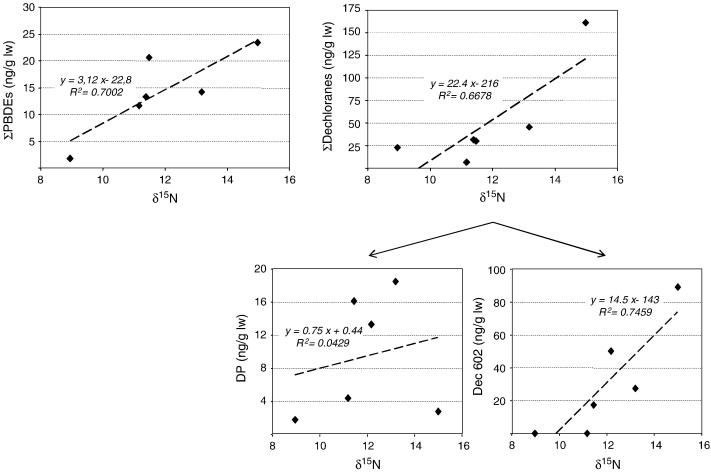 30
25
20
15
10
5
8 10 12 14 16
ΣPBDEs (ng/g lw)
y = 3,12 x- 22,8
R²= 0.7002
δ¹⁵N
175
150
125
100
75
50
25
8 10 12 14 16
ΣDechloranes (ng/g lw)
y = 22.4 x- 216
R²= 0.6678
δ¹⁵N
20
16
12
8
4
8 10 12 14 16
DP (ng/g lw)
y = 0.75 x + 0.44
R²= 0.0429
δ¹⁵N
100
80
60
40
20
8 10 12 14 16
Dec 602 (ng/g lw)
y = 14.5 x- 143
R²= 0.7459
δ¹⁵N